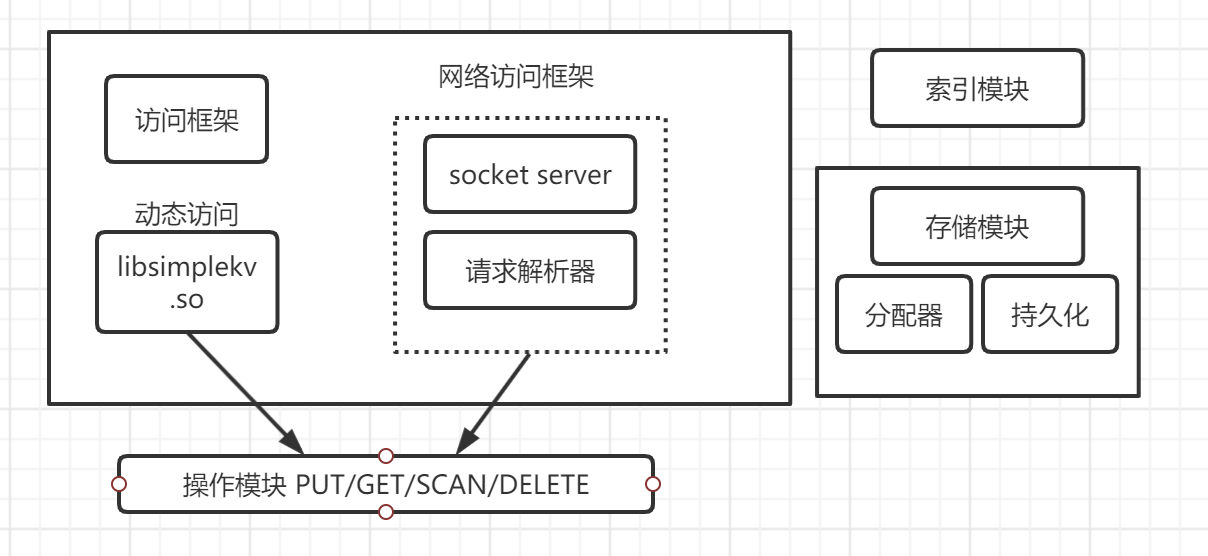 网络访问框架
访问框架
socket server
动态访问
libsimplekv
.so
请求解析器
操作模块 PUT/GET/SCAN/DELETE
索引模块
存储模块
分配器
持久化